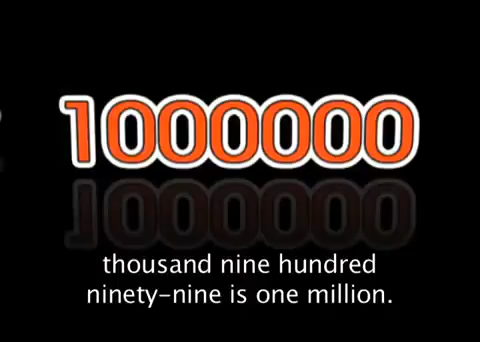 1000000
thousand nine hundred
ninety-nine is one million.